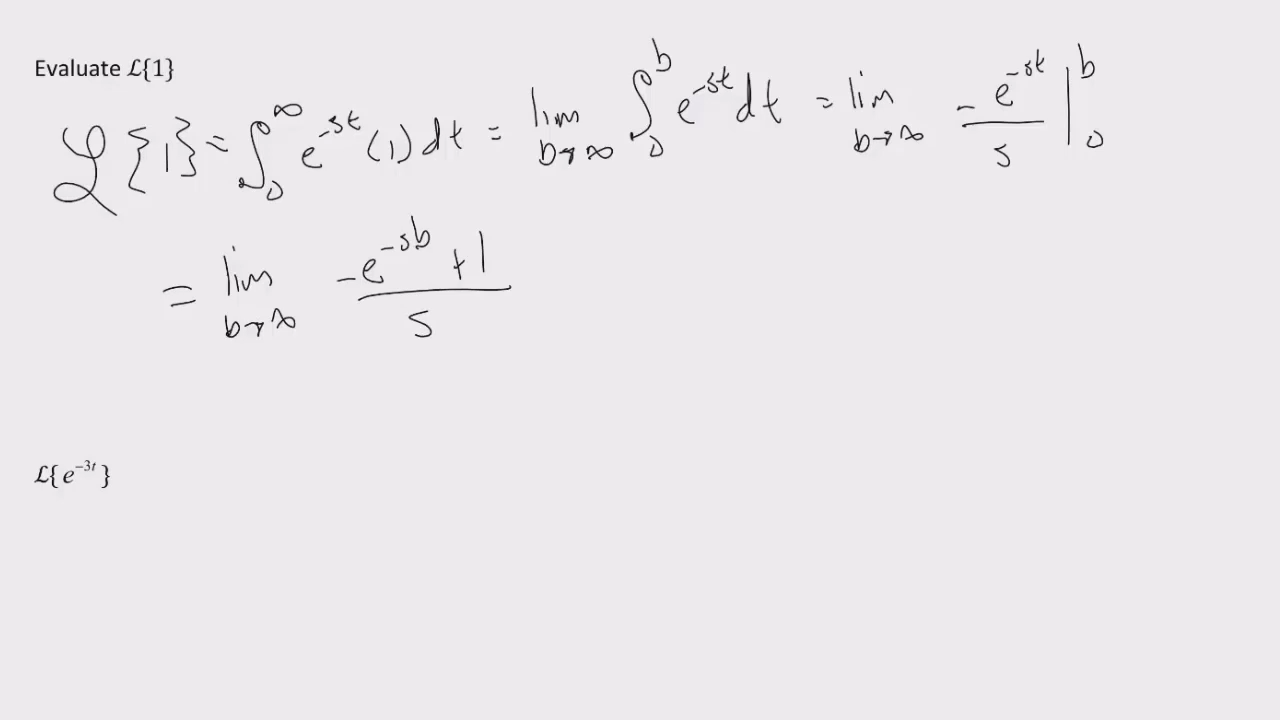 Evaluate ℒ{1}
ℒ{1} = ∫₀^∞ e^{-st} (1) dt = lim_{b→∞} ∫₀^b e^{-st} dt = lim_{b→∞} -e^{-st}/s |₀^b
= lim_{b→∞} (-e^{-sb} + 1)/s
ℒ{e^{-3t}}